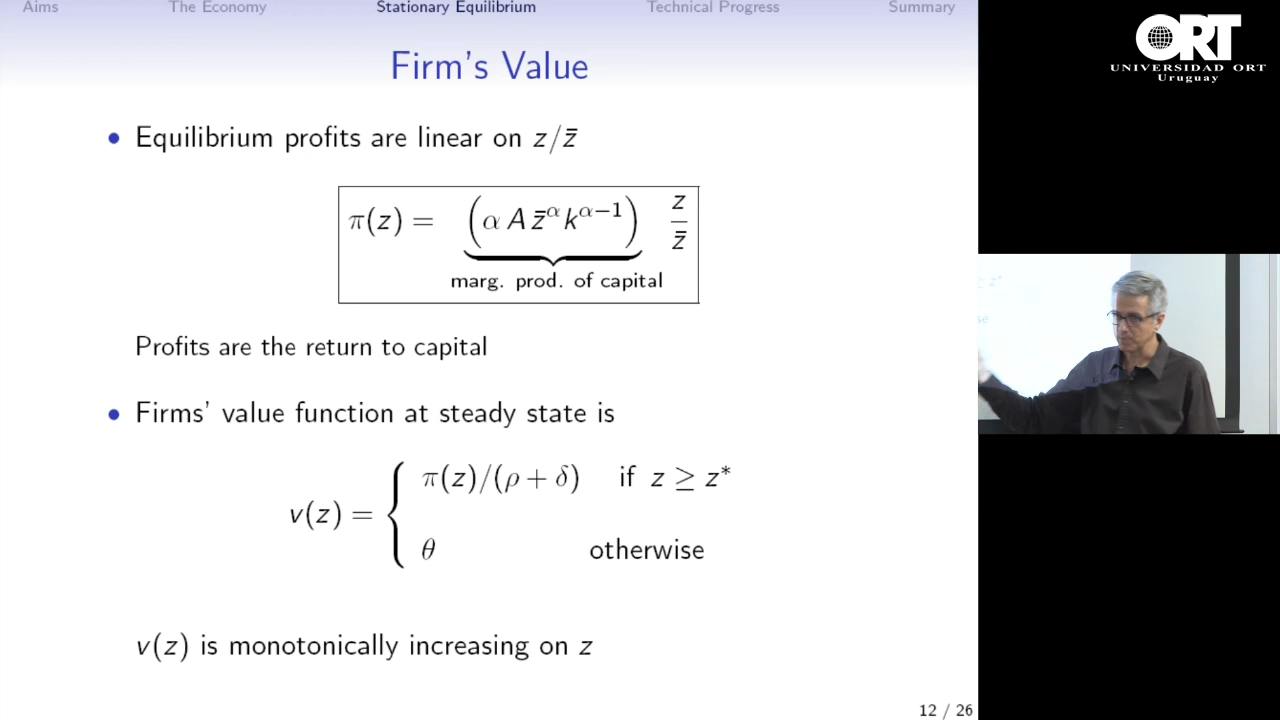 Aims The Economy Stationary Equilibrium Technical Progress Summary
ORT
UNIVERSIDAD ORT
Uruguay
Firm's Value
• Equilibrium profits are linear on z/z̄
π(z) = (α A z̄^α k^(α−1)) z/z̄
marg. prod. of capital
Profits are the return to capital
• Firms' value function at steady state is
v(z) = { π(z)/(ρ + δ) if z ≥ z*
θ otherwise
v(z) is monotonically increasing on z
12 / 26